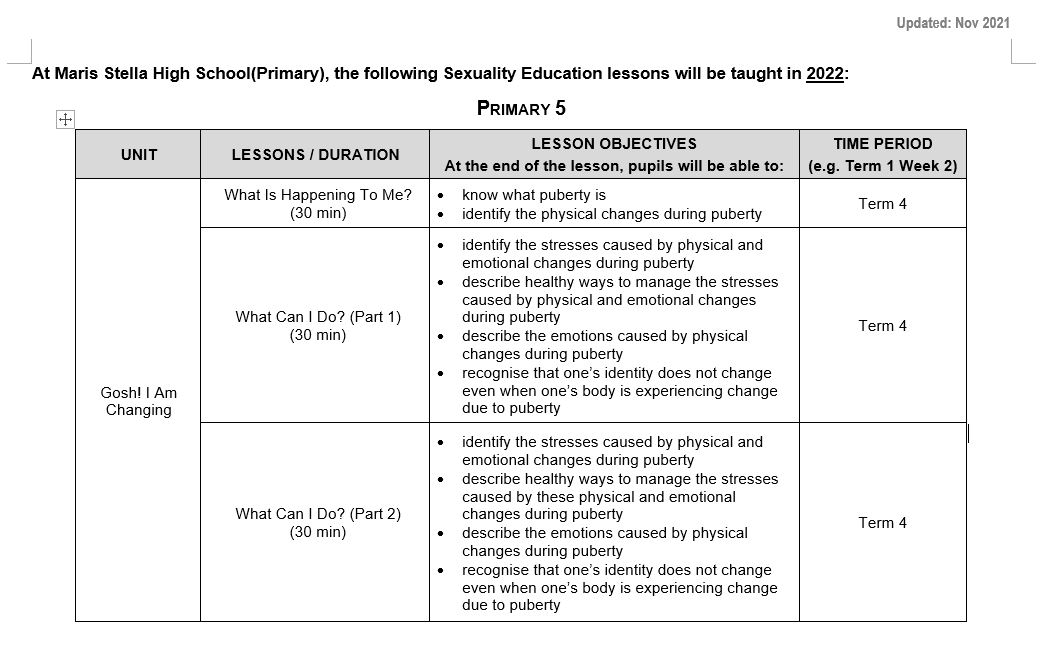 Updated: Nov 2021
At Maris Stella High School(Primary), the following Sexuality Education lessons will be taught in 2022:
PRIMARY 5
UNIT
LESSONS / DURATION
LESSON OBJECTIVES
At the end of the lesson, pupils will be able to:
TIME PERIOD
(e.g. Term 1 Week 2)
Gosh! I Am
Changing
What Is Happening To Me?
(30 min)
• know what puberty is
• identify the physical changes during puberty
Term 4
What Can I Do? (Part 1)
(30 min)
• identify the stresses caused by physical and
emotional changes during puberty
• describe healthy ways to manage the stresses
caused by physical and emotional changes
during puberty
• describe the emotions caused by physical
changes during puberty
• recognise that one’s identity does not change
even when one’s body is experiencing change
due to puberty
Term 4
What Can I Do? (Part 2)
(30 min)
• identify the stresses caused by physical and
emotional changes during puberty
• describe healthy ways to manage the stresses
caused by these physical and emotional
changes during puberty
• describe the emotions caused by physical
changes during puberty
• recognise that one’s identity does not change
even when one’s body is experiencing change
due to puberty
Term 4